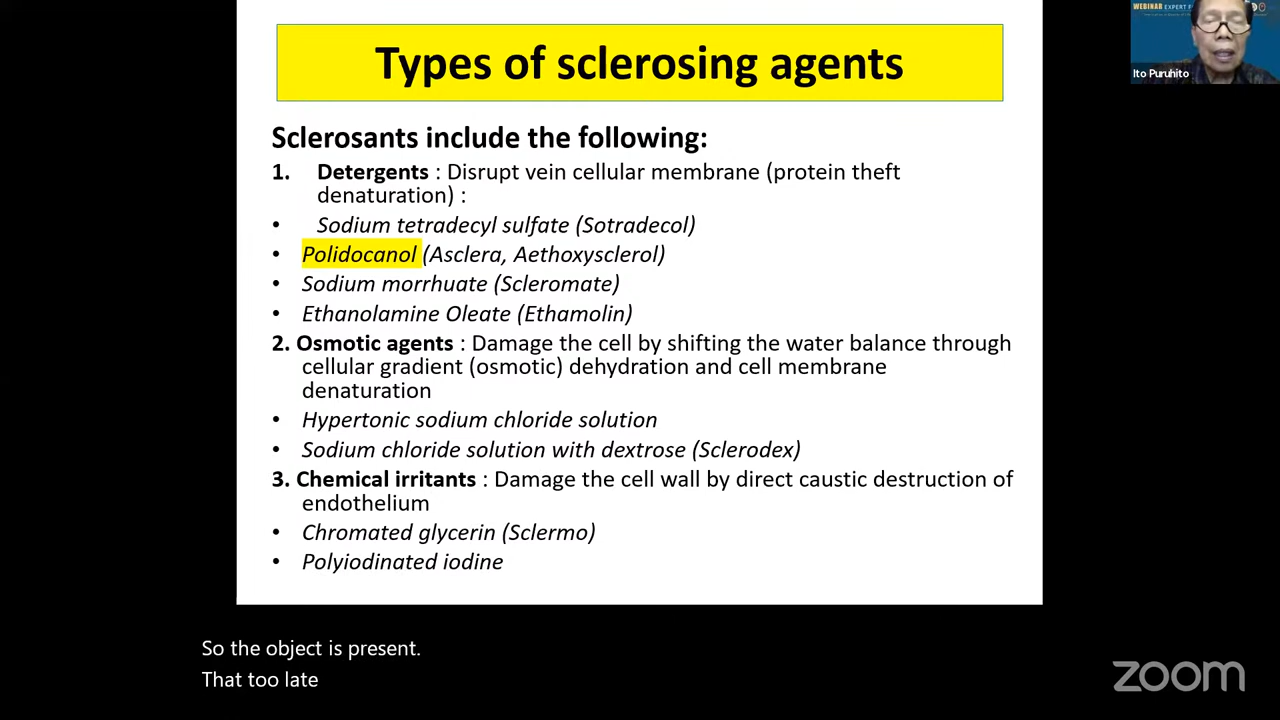 Types of sclerosing agents
WEBINAR EXPERT
Ito Puruhito
Sclerosants include the following:
1. Detergents : Disrupt vein cellular membrane (protein theft
denaturation) :
• Sodium tetradecyl sulfate (Sotradecol)
• Polidocanol (Asclera, Aethoxysclerol)
• Sodium morrhuate (Scleromate)
• Ethanolamine Oleate (Ethamolin)
2. Osmotic agents : Damage the cell by shifting the water balance through
cellular gradient (osmotic) dehydration and cell membrane
denaturation
• Hypertonic sodium chloride solution
• Sodium chloride solution with dextrose (Sclerodex)
3. Chemical irritants : Damage the cell wall by direct caustic destruction of
endothelium
• Chromated glycerin (Sclermo)
• Polyiodinated iodine
So the object is present.
That too late
zoom